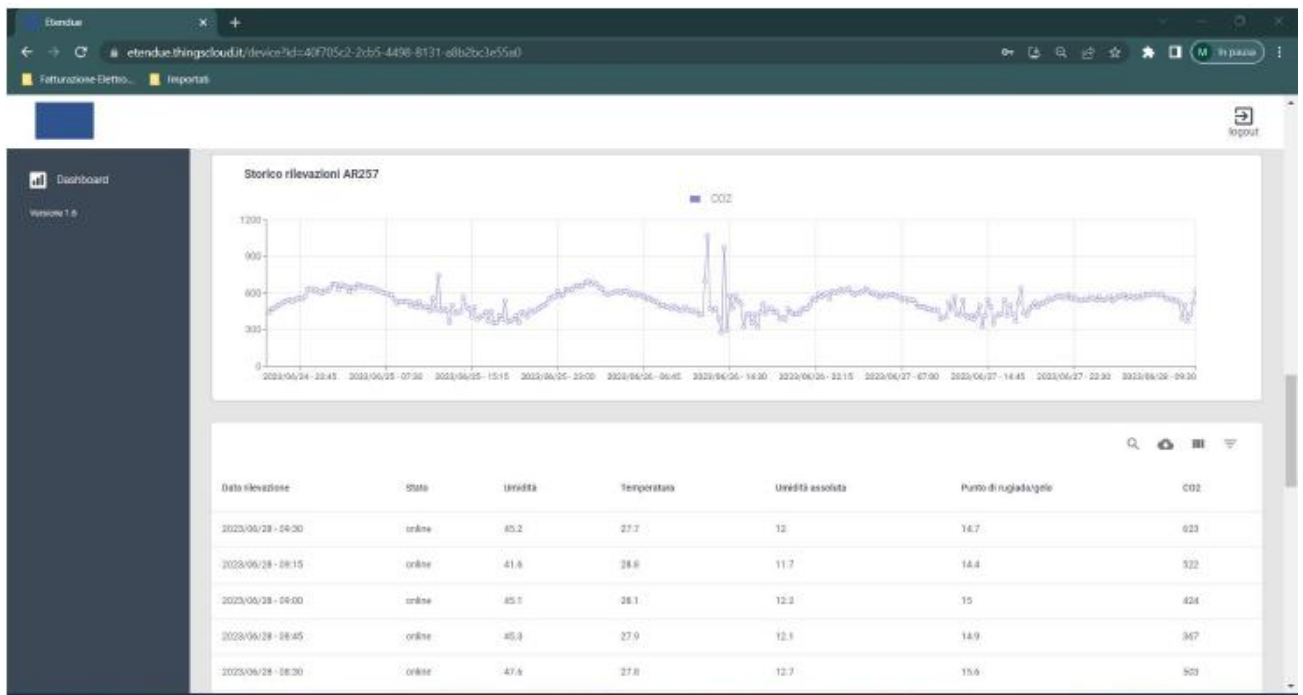 Etendue
etendue.thingscloud.it/device?id=40f705c2-2cb5-4498-8131-a8b2bc3e55a0
M In pausa
Fatturazione-Elettro... Importati
logout
Dashboard
Versione 1.6
Storico rilevazioni AR257
CO2
1200
900
600
300
0
2023/06/24 - 23:45 2023/06/25 - 07:30 2023/06/25 - 15:15 2023/06/25 - 23:00 2023/06/26 - 06:45 2023/06/26 - 14:30 2023/06/26 - 22:15 2023/06/27 - 07:00 2023/06/27 - 14:45 2023/06/27 - 22:30 2023/06/28 - 09:30
Data rilevazione Stato Umidità Temperatura Umidità assoluta Punto di rugiada/gelo CO2
2023/06/28 - 09:30 online 45.2 27.7 12 14.7 623
2023/06/28 - 09:15 online 41.6 28.8 11.7 14.4 522
2023/06/28 - 09:00 online 45.1 28.1 12.2 15 424
2023/06/28 - 08:45 online 45.3 27.9 12.1 14.9 367
2023/06/28 - 08:30 online 47.6 27.8 12.7 15.6 503